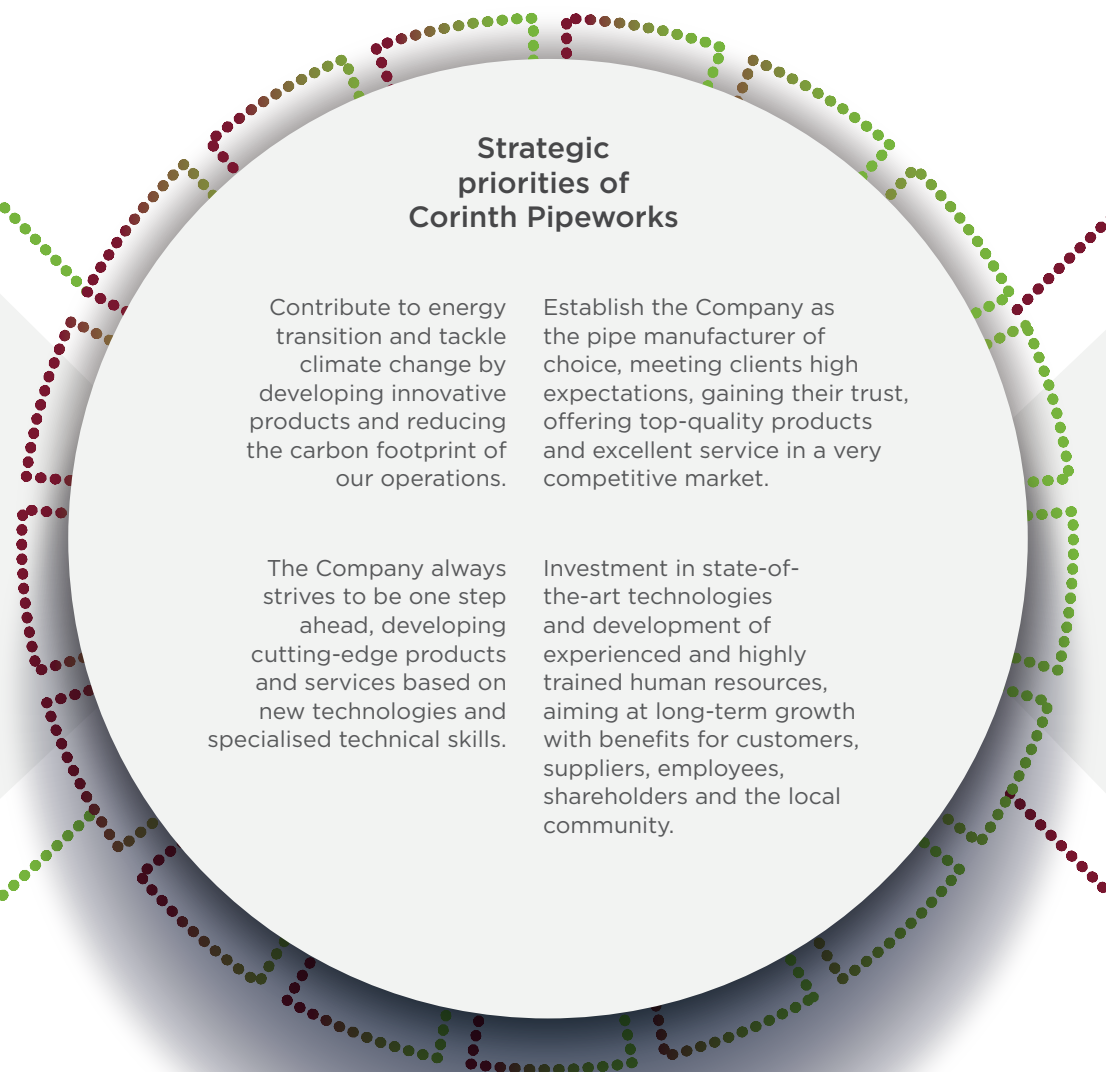 Strategic
priorities of
Corinth Pipeworks
Contribute to energy
transition and tackle
climate change by
developing innovative
products and reducing
the carbon footprint of
our operations.
Establish the Company as
the pipe manufacturer of
choice, meeting clients high
expectations, gaining their trust,
offering top-quality products
and excellent service in a very
competitive market.
The Company always
strives to be one step
ahead, developing
cutting-edge products
and services based on
new technologies and
specialised technical skills.
Investment in state-of-
the-art technologies
and development of
experienced and highly
trained human resources,
aiming at long-term growth
with benefits for customers,
suppliers, employees,
shareholders and the local
community.